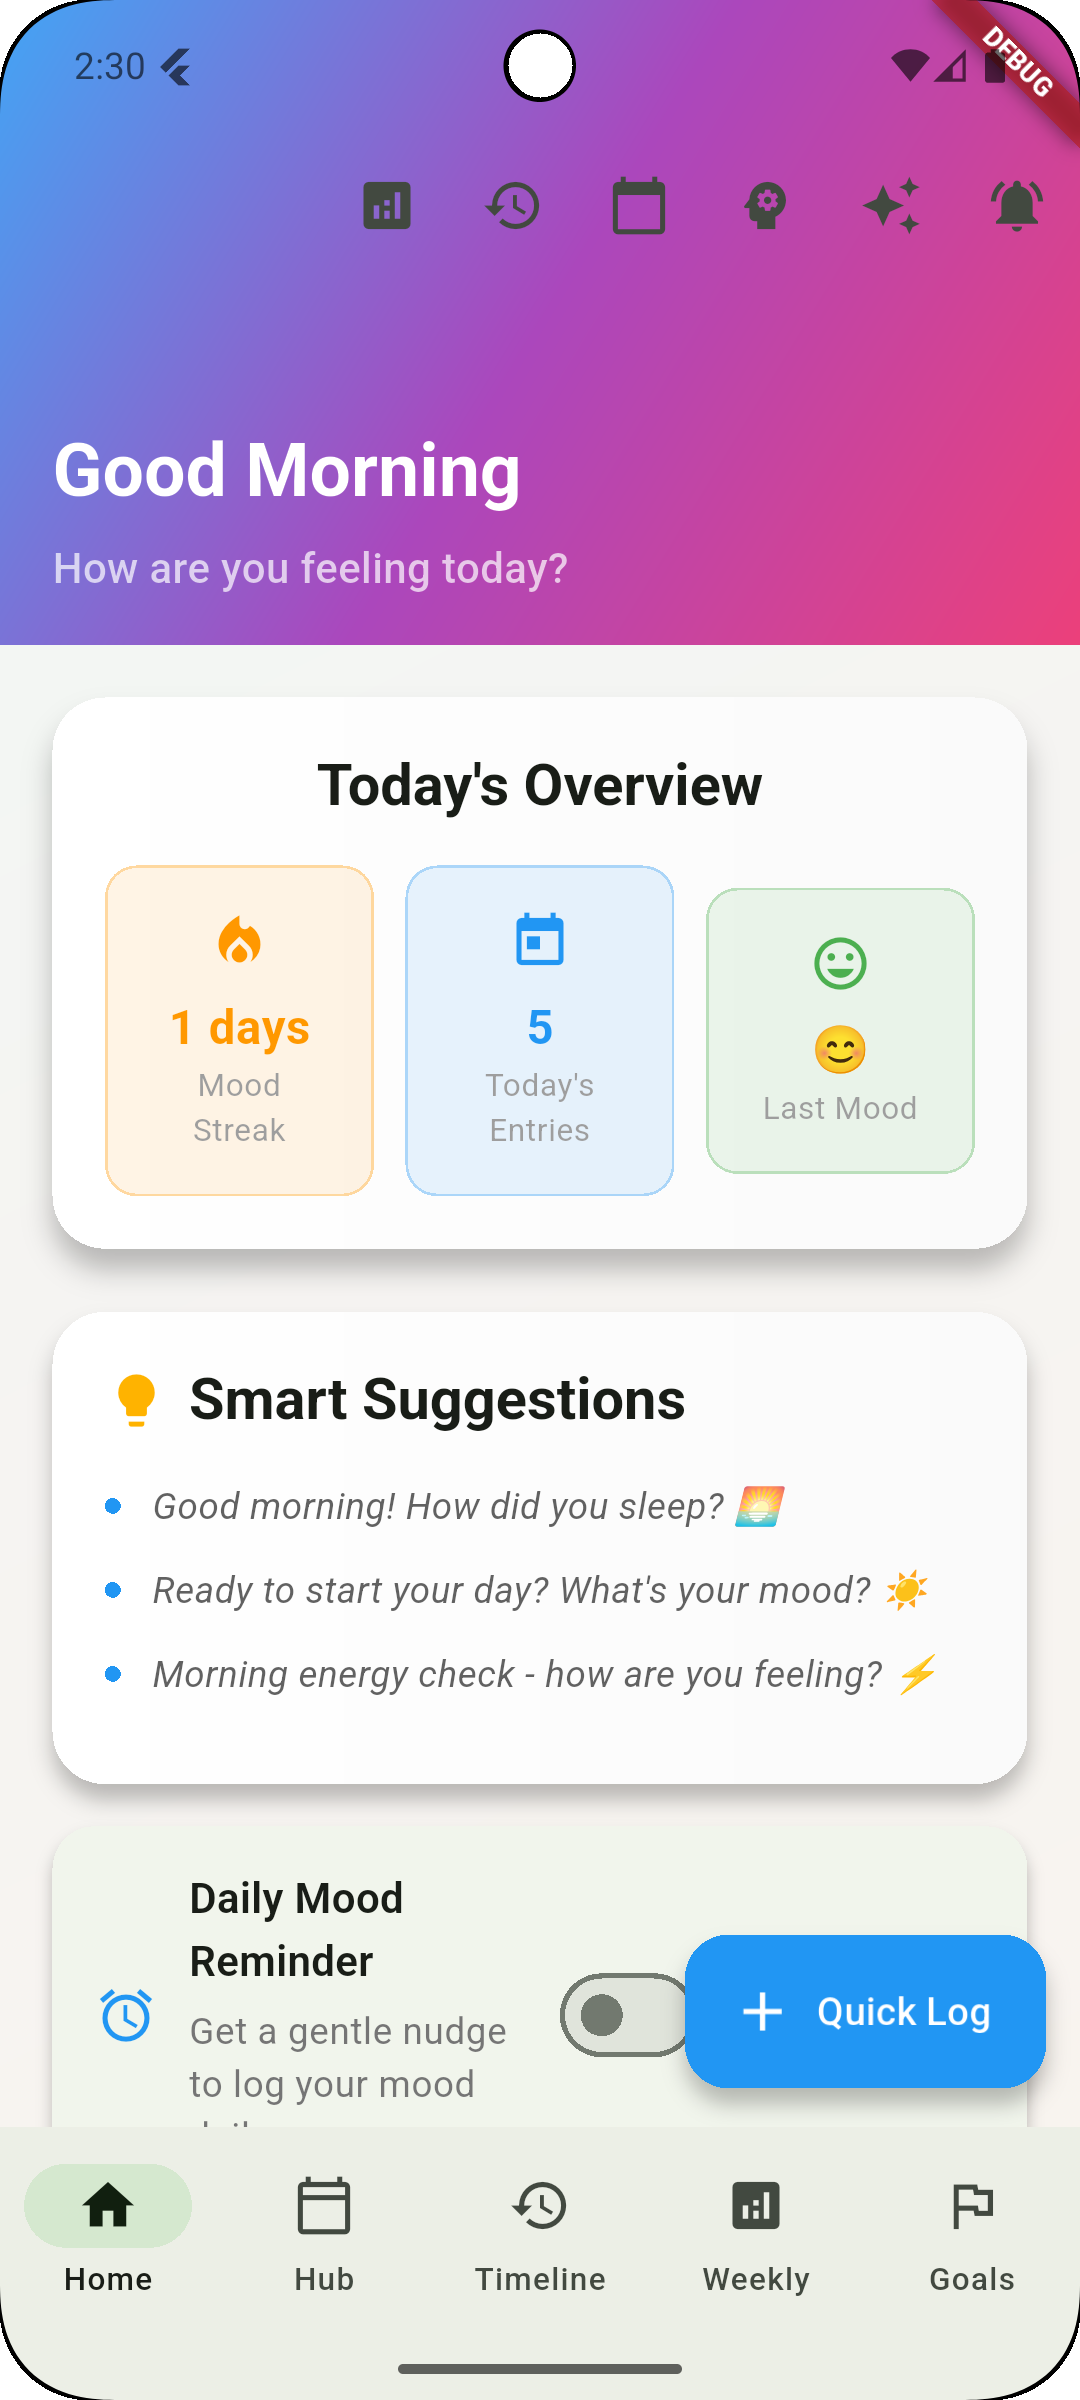 2:30
DEBUG
Good Morning
How are you feeling today?
Today's Overview
1 days
Mood
Streak
5
Today's
Entries
😊
Last Mood
Smart Suggestions
Good morning! How did you sleep? 🌅
Ready to start your day? What's your mood? ☀️
Morning energy check - how are you feeling? ⚡
Daily Mood
Reminder
Get a gentle nudge
to log your mood
Quick Log
Home
Hub
Timeline
Weekly
Goals